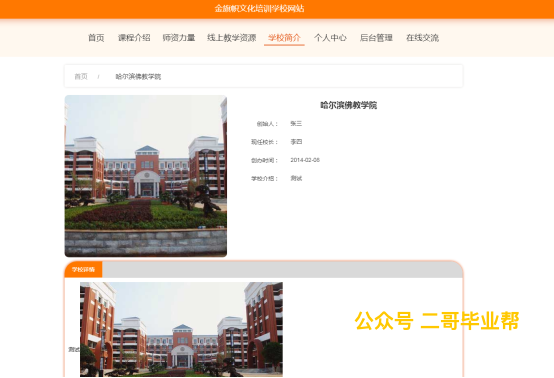 金旗帜文化培训学校网站
首页 课程介绍 师资力量 线上教学资源 学校简介 个人中心 后台管理 在线交流
首页 › 哈尔滨佛教学院
哈尔滨佛教学院
创始人： 张三
现任校长： 李四
创办时间： 2014-02-06
学校介绍： 测试
学校详情
公众号 二哥毕业帮
测试